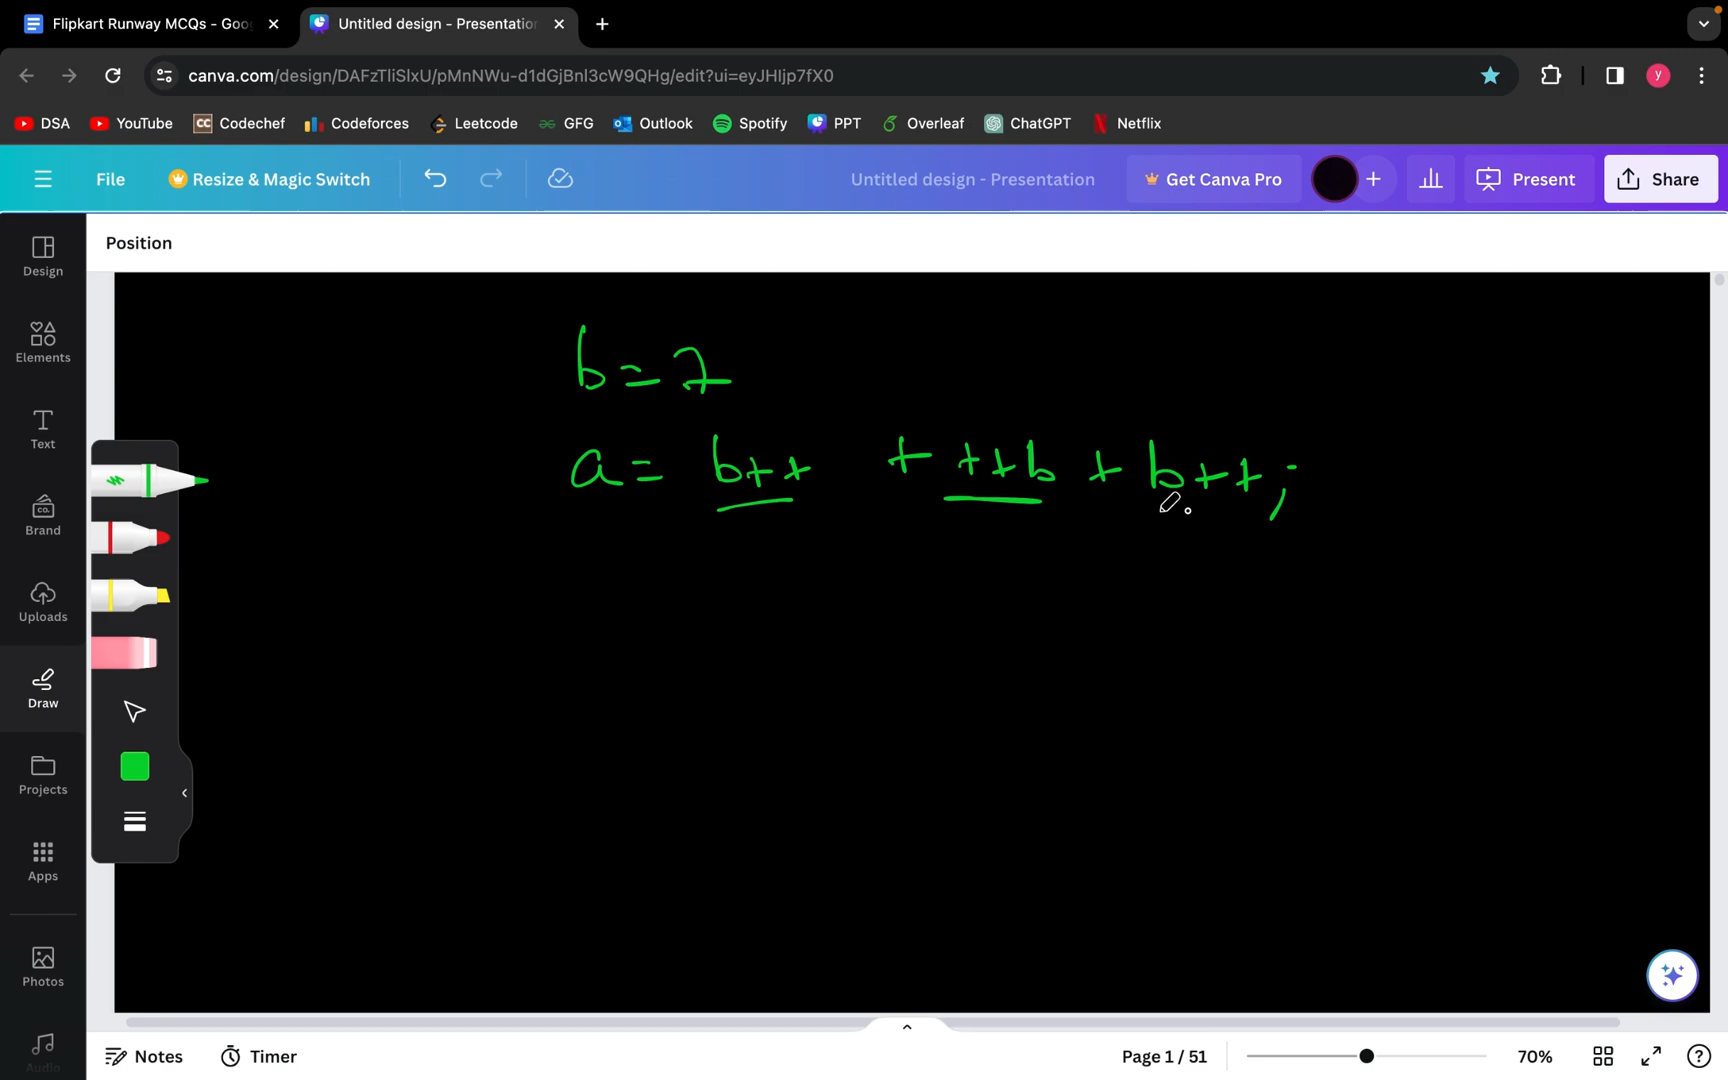 Flipkart Runway MCQs - Goo
Untitled design - Presentation
canva.com/design/DAFzTliSlxU/pMnNWu-d1dGjBnl3cW9QHg/edit?ui=eyJHIjp7fX0
y
DSA YouTube Codechef Codeforces Leetcode GFG Outlook Spotify PPT Overleaf ChatGPT Netflix
File Resize & Magic Switch Untitled design - Presentation Get Canva Pro Present Share
Position
Design
Elements
Text
Brand
Uploads
Draw
Projects
Apps
Photos
Audio
b = 7
a = b++ + ++b + b++;
Notes Timer Page 1 / 51 70%